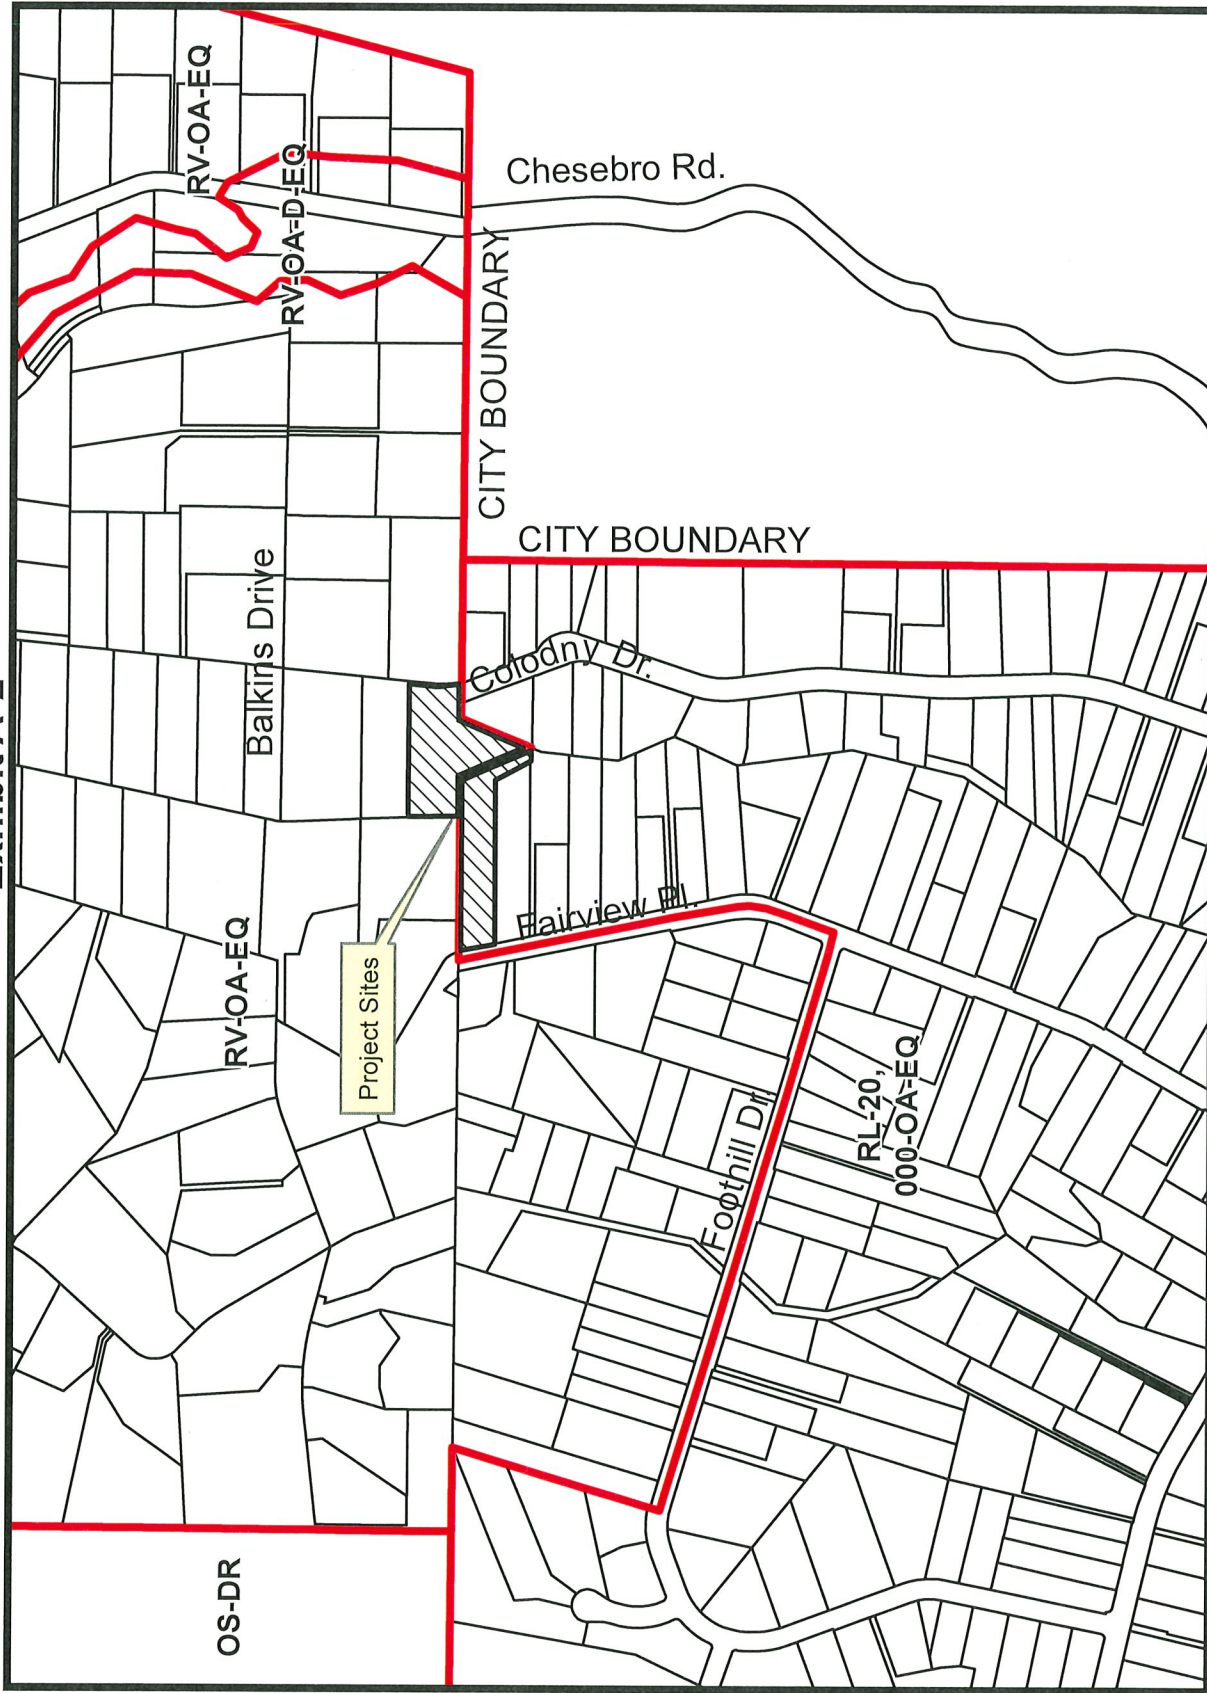 RV-OA-EQ
RV-OA-D-EQ
Chesebro Rd.
CITY BOUNDARY
CITY BOUNDARY
Balkins Drive
Colodny Dr.
Fairview Pl.
RV-OA-EQ
Project Sites
Foothill Dr.
RL-20,
000-OA-EQ
OS-DR